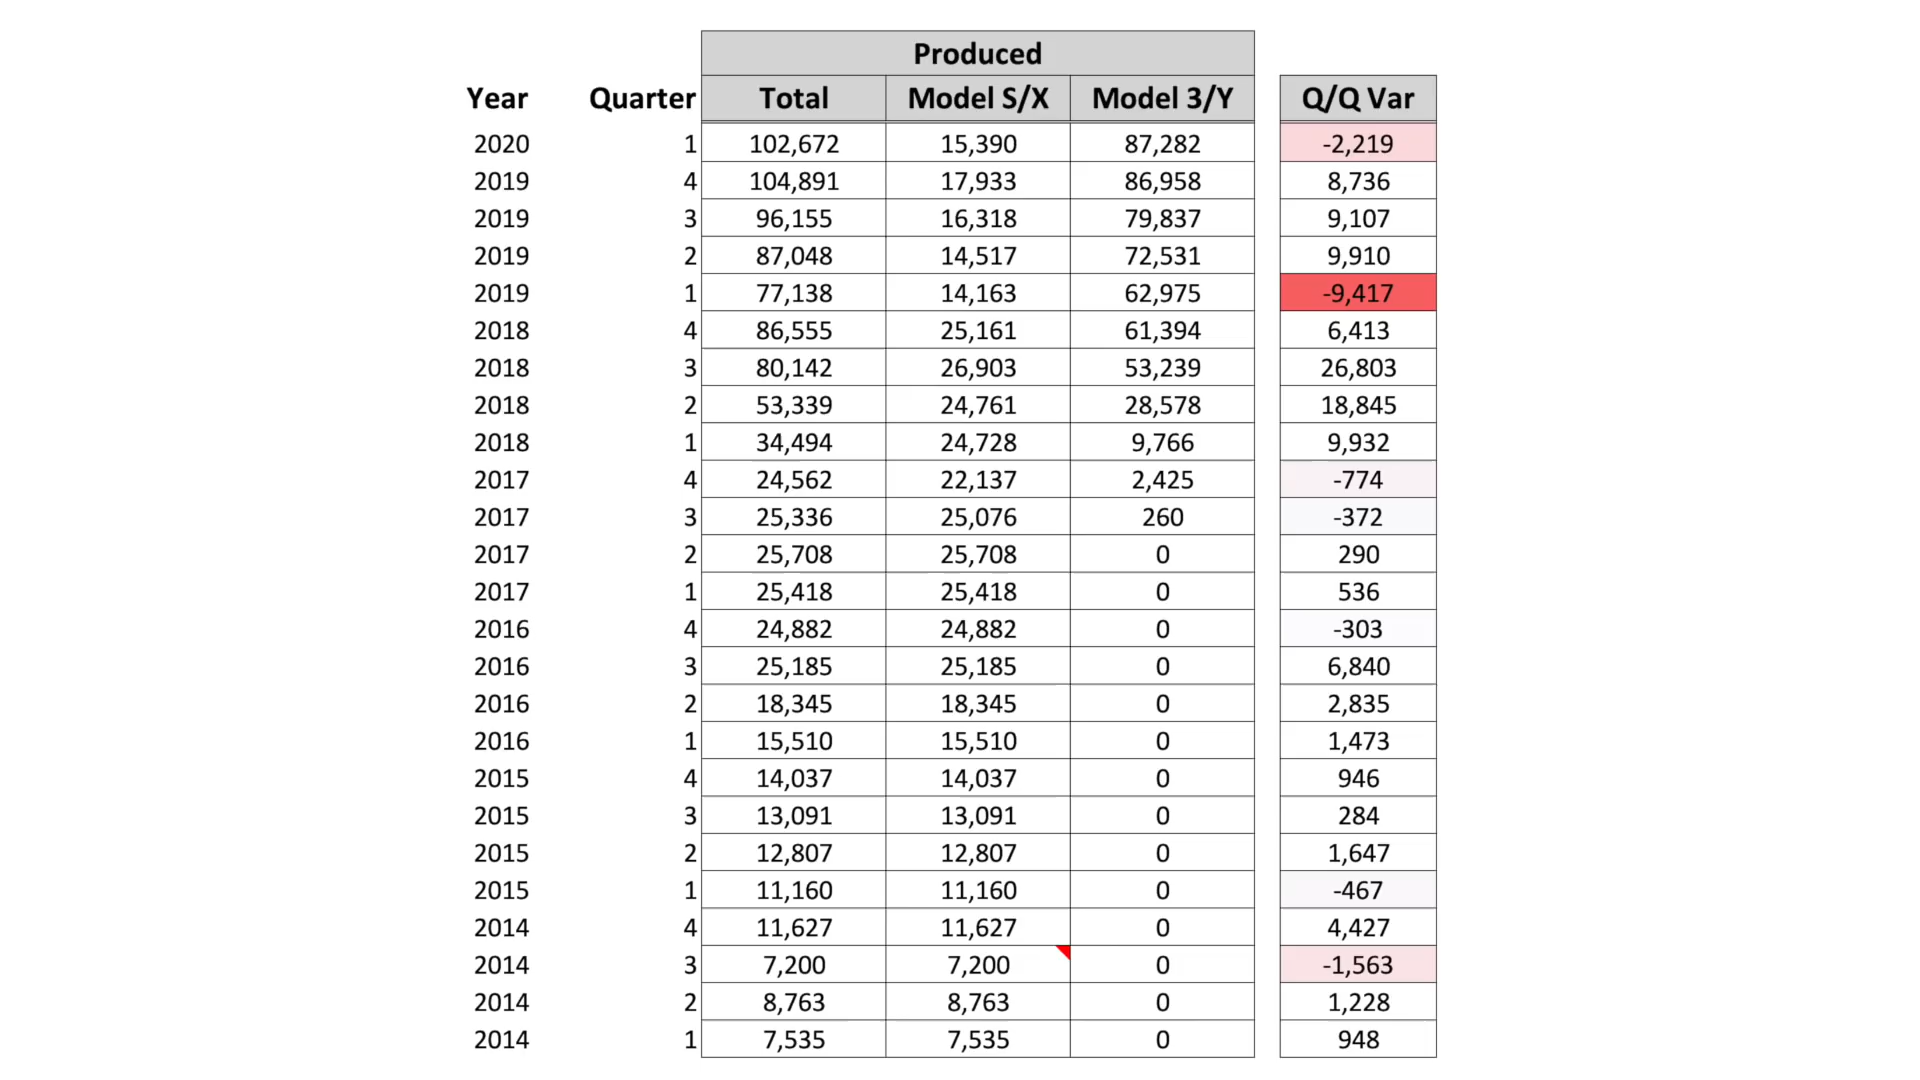 Produced
Year Quarter Total Model S/X Model 3/Y Q/Q Var
2020 1 102,672 15,390 87,282 -2,219
2019 4 104,891 17,933 86,958 8,736
2019 3 96,155 16,318 79,837 9,107
2019 2 87,048 14,517 72,531 9,910
2019 1 77,138 14,163 62,975 -9,417
2018 4 86,555 25,161 61,394 6,413
2018 3 80,142 26,903 53,239 26,803
2018 2 53,339 24,761 28,578 18,845
2018 1 34,494 24,728 9,766 9,932
2017 4 24,562 22,137 2,425 -774
2017 3 25,336 25,076 260 -372
2017 2 25,708 25,708 0 290
2017 1 25,418 25,418 0 536
2016 4 24,882 24,882 0 -303
2016 3 25,185 25,185 0 6,840
2016 2 18,345 18,345 0 2,835
2016 1 15,510 15,510 0 1,473
2015 4 14,037 14,037 0 946
2015 3 13,091 13,091 0 284
2015 2 12,807 12,807 0 1,647
2015 1 11,160 11,160 0 -467
2014 4 11,627 11,627 0 4,427
2014 3 7,200 7,200 0 -1,563
2014 2 8,763 8,763 0 1,228
2014 1 7,535 7,535 0 948